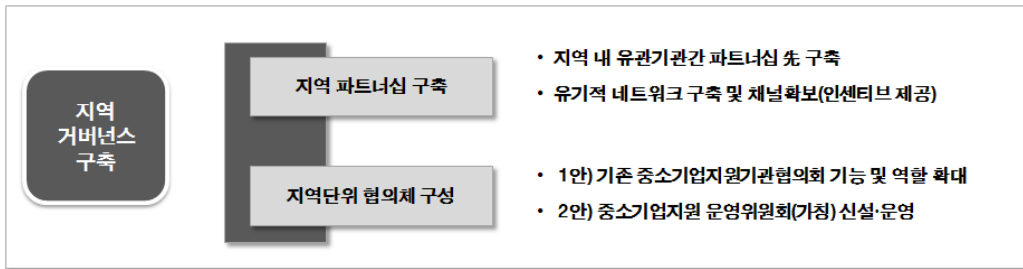 지역
거버넌스
구축
지역 파트너십 구축
• 지역 내 유관기관간 파트너십 先 구축
• 유기적 네트워크 구축 및 채널확보(인센티브 제공)
지역단위 협의체 구성
• 1안) 기존 중소기업지원기관협의회 기능 및 역할 확대
• 2안) 중소기업지원 운영위원회(가칭) 신설·운영